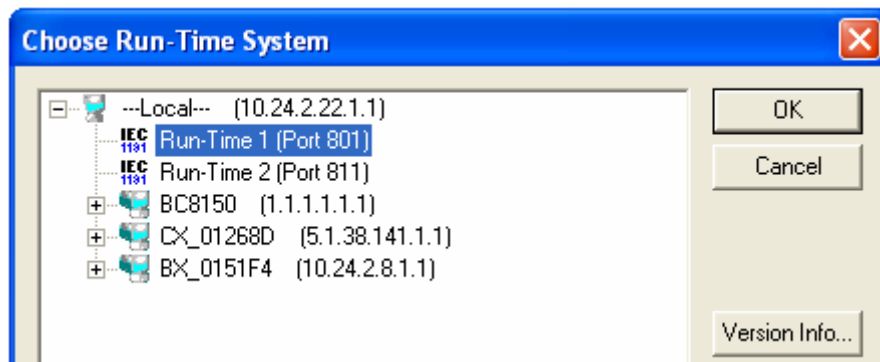 Choose Run-Time System
---Local--- (10.24.2.22.1.1)
IEC 1131 Run-Time 1 (Port 801)
IEC 1131 Run-Time 2 (Port 811)
BC8150 (1.1.1.1.1.1)
CX_01268D (5.1.38.141.1.1)
BX_0151F4 (10.24.2.8.1.1)
OK
Cancel
Version Info...